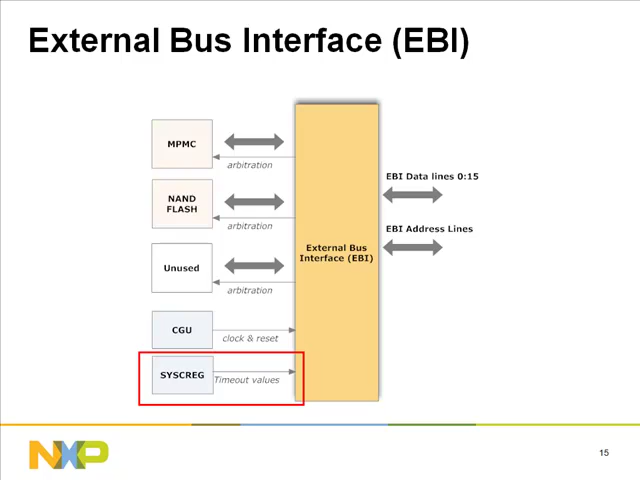 External Bus Interface (EBI)
MPMC
arbitration
NAND
FLASH
arbitration
Unused
arbitration
CGU
clock & reset
SYSCREG
Timeout values
External Bus
Interface (EBI)
EBI Data lines 0:15
EBI Address Lines
NXP
15